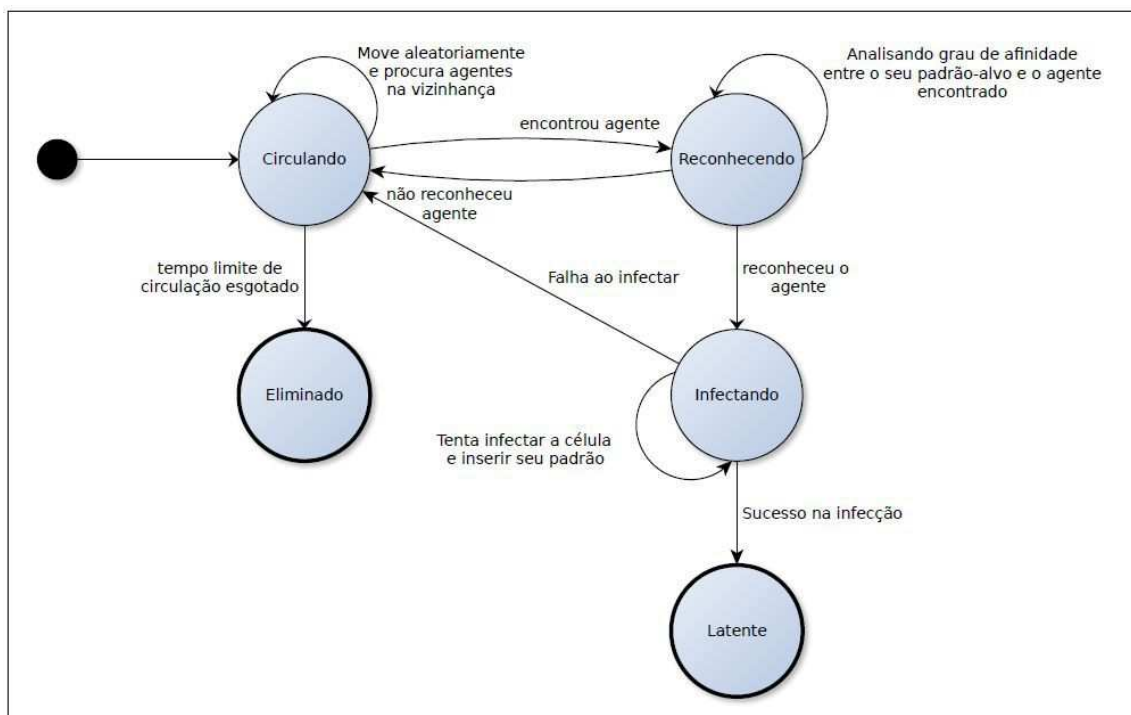 Move aleatoriamente
e procura agentes
na vizinhança
Analisando grau de afinidade
entre o seu padrão-alvo e o agente
encontrado
encontrou agente
Circulando
Reconhecendo
não reconheceu
agente
tempo limite de
circulação esgotado
Falha ao infectar
reconheceu o
agente
Eliminado
Infectando
Tenta infectar a célula
e inserir seu padrão
Sucesso na infecção
Latente